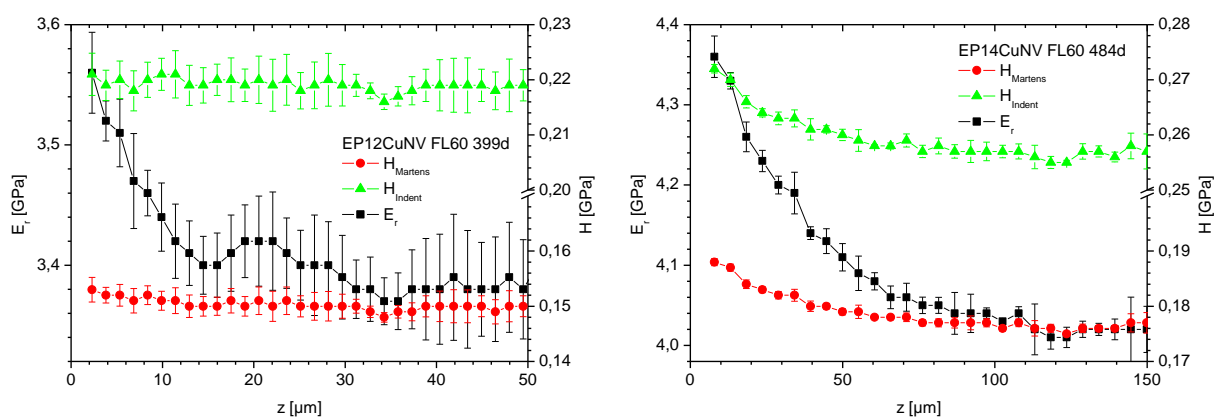 3,6
3,5
3,4
E_r [GPa]
0,23
0,22
0,21
0,20
0,16
0,15
0,14
H [GPa]
EP12CuNV FL60 399d
H_Martens
H_Indent
E_r
0 10 20 30 40 50
z [µm]
4,4
4,3
4,2
4,1
4,0
E_r [GPa]
0,28
0,27
0,26
0,25
0,19
0,18
0,17
H [GPa]
EP14CuNV FL60 484d
H_Martens
H_Indent
E_r
0 50 100 150
z [µm]